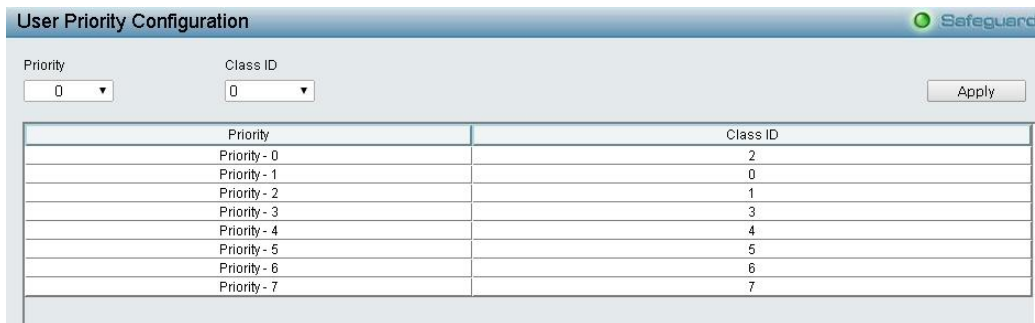 User Priority Configuration
Safeguard
Priority Class ID
0 0
Apply
Priority Class ID
Priority - 0 2
Priority - 1 0
Priority - 2 1
Priority - 3 3
Priority - 4 4
Priority - 5 5
Priority - 6 6
Priority - 7 7